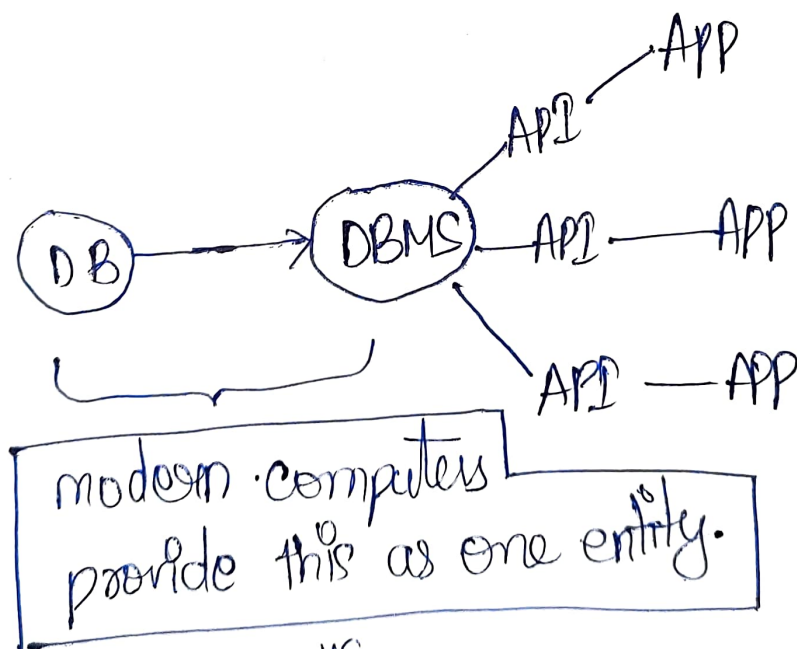 APP
API
DB
DBMS
API
APP
API
APP
modern computers
provide this as one entity.